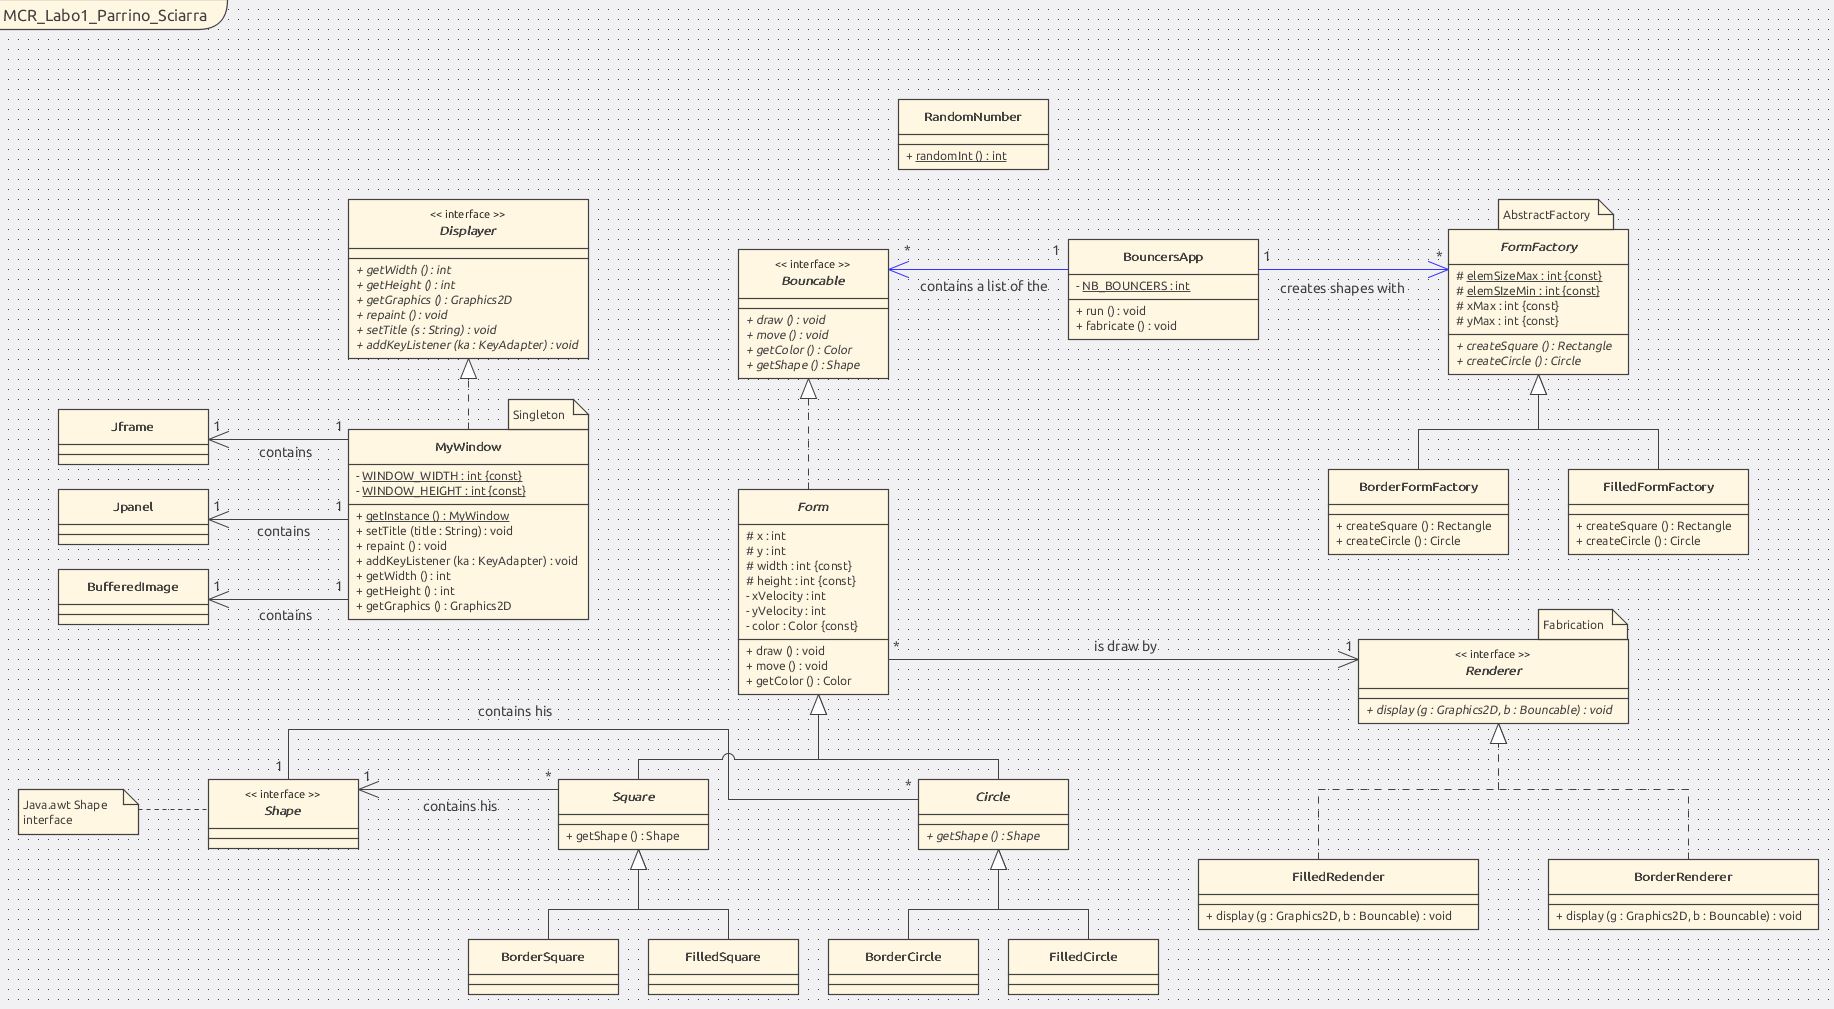 MCR_Labo1_Parrino_Sciarra
RandomNumber
+ randomInt () : int
<< interface >>
Displayer
+ getWidth () : int
+ getHeight () : int
+ getGraphics () : Graphics2D
+ repaint () : void
+ setTitle (s : String) : void
+ addKeyListener (ka : KeyAdapter) : void
<< interface >>
Bouncable
+ draw () : void
+ move () : void
+ getColor () : Color
+ getShape () : Shape
*
1
contains a list of the
BouncersApp
- NB_BOUNCERS : int
+ run () : void
+ fabricate () : void
1
*
creates shapes with
AbstractFactory
FormFactory
# elemSizeMax : int {const}
# elemSIzeMin : int {const}
# xMax : int {const}
# yMax : int {const}
+ createSquare () : Rectangle
+ createCircle () : Circle
Jframe
1
1
contains
Jpanel
1
1
contains
BufferedImage
1
1
contains
Singleton
MyWindow
- WINDOW_WIDTH : int {const}
- WINDOW_HEIGHT : int {const}
+ getInstance () : MyWindow
+ setTitle (title : String) : void
+ repaint () : void
+ addKeyListener (ka : KeyAdapter) : void
+ getWidth () : int
+ getHeight () : int
+ getGraphics () : Graphics2D
Form
# x : int
# y : int
# width : int {const}
# height : int {const}
- xVelocity : int
- yVelocity : int
- color : Color {const}
+ draw () : void
+ move () : void
+ getColor () : Color
BorderFormFactory
+ createSquare () : Rectangle
+ createCircle () : Circle
FilledFormFactory
+ createSquare () : Rectangle
+ createCircle () : Circle
*
is draw by
1
Fabrication
<< interface >>
Renderer
+ display (g : Graphics2D, b : Bouncable) : void
contains his
1
1
*
*
contains his
Java.awt Shape
interface
<< interface >>
Shape
Square
+ getShape () : Shape
Circle
+ getShape () : Shape
FilledRedender
+ display (g : Graphics2D, b : Bouncable) : void
BorderRenderer
+ display (g : Graphics2D, b : Bouncable) : void
BorderSquare
FilledSquare
BorderCircle
FilledCircle